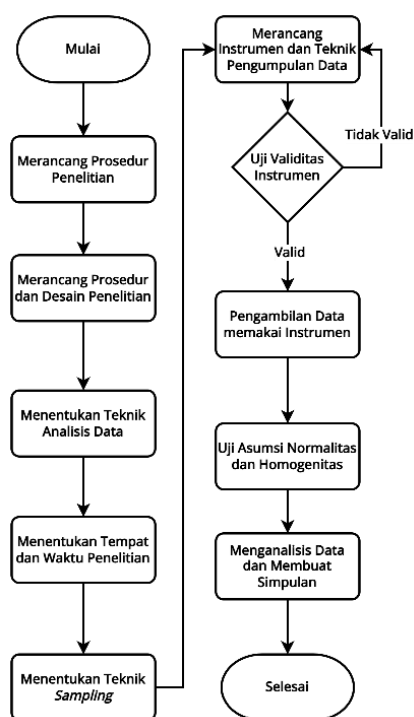 Mulai
Merancang Prosedur
Penelitian
Merancang Prosedur
dan Desain Penelitian
Menentukan Teknik
Analisis Data
Menentukan Tempat
dan Waktu Penelitian
Menentukan Teknik
Sampling
Merancang
Instrumen dan Teknik
Pengumpulan Data
Tidak Valid
Uji Validitas
Instrumen
Valid
Pengambilan Data
memakai Instrumen
Uji Asumsi Normalitas
dan Homogenitas
Menganalisis Data
dan Membuat
Simpulan
Selesai